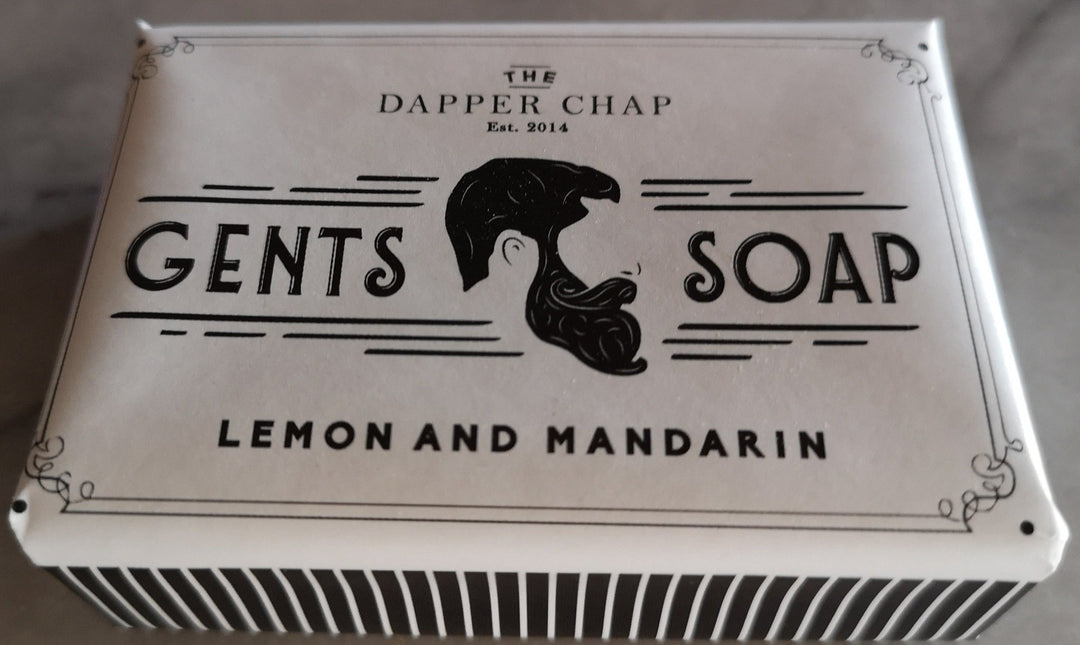 THE
DAPPER CHAP
Est. 2014
GENTS SOAP
LEMON AND MANDARIN